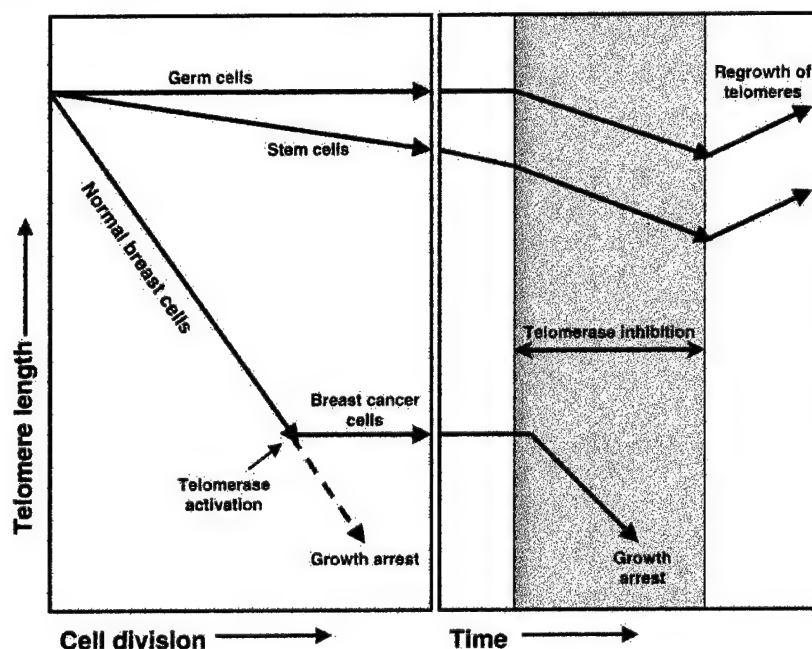 Germ cells
Stem cells
Normal breast cells
Breast cancer
cells
Telomerase
activation
Growth arrest
Telomere length
Cell division
Regrowth of
telomeres
Telomerase inhibition
Growth
arrest
Time